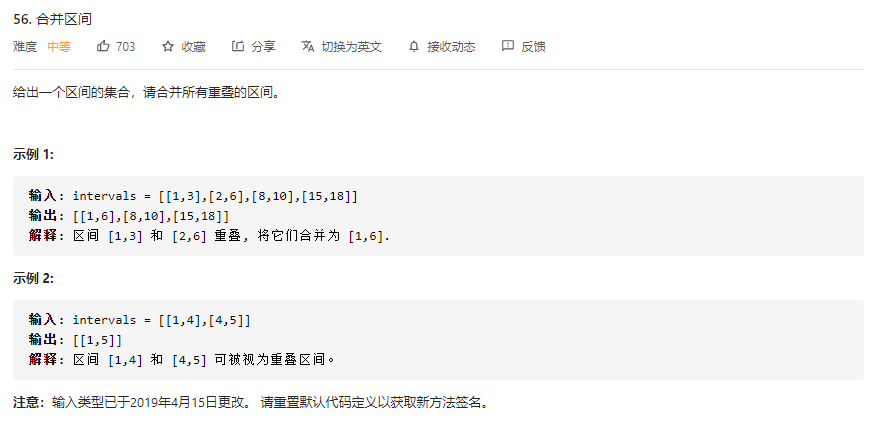 56. 合并区间
难度 中等 703 收藏 分享 切换为英文 接收动态 反馈
给出一个区间的集合，请合并所有重叠的区间。
示例 1:
输入: intervals = [[1,3],[2,6],[8,10],[15,18]]
输出: [[1,6],[8,10],[15,18]]
解释: 区间 [1,3] 和 [2,6] 重叠, 将它们合并为 [1,6].
示例 2:
输入: intervals = [[1,4],[4,5]]
输出: [[1,5]]
解释: 区间 [1,4] 和 [4,5] 可被视为重叠区间。
注意：输入类型已于2019年4月15日更改。 请重置默认代码定义以获取新方法签名。